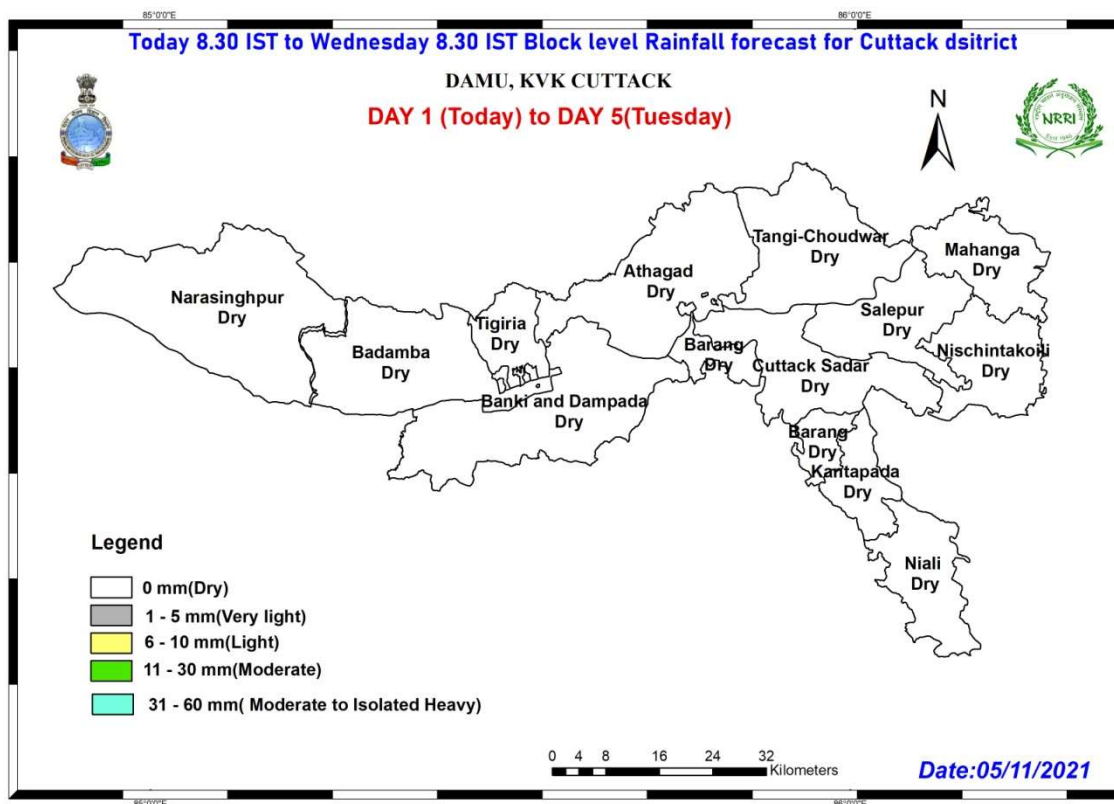 85°0'0"E
86°0'0"E
Today 8.30 IST to Wednesday 8.30 IST Block level Rainfall forecast for Cuttack dsitrict
DAMU, KVK CUTTACK
DAY 1 (Today) to DAY 5(Tuesday)
N
NRRI
Tangi-Choudwar
Dry
Mahanga
Dry
Athagad
Dry
Narasinghpur
Dry
Salepur
Dry
Tigiria
Dry
Badamba
Dry
Barang
Dry
Nischintakoili
Dry
Cuttack Sadar
Dry
Banki and Dampada
Dry
Barang
Dry
Kantapada
Dry
Niali
Dry
Legend
0 mm(Dry)
1 - 5 mm(Very light)
6 - 10 mm(Light)
11 - 30 mm(Moderate)
31 - 60 mm( Moderate to Isolated Heavy)
0 4 8 16 24 32
Kilometers
Date:05/11/2021
85°0'0"E
86°0'0"E